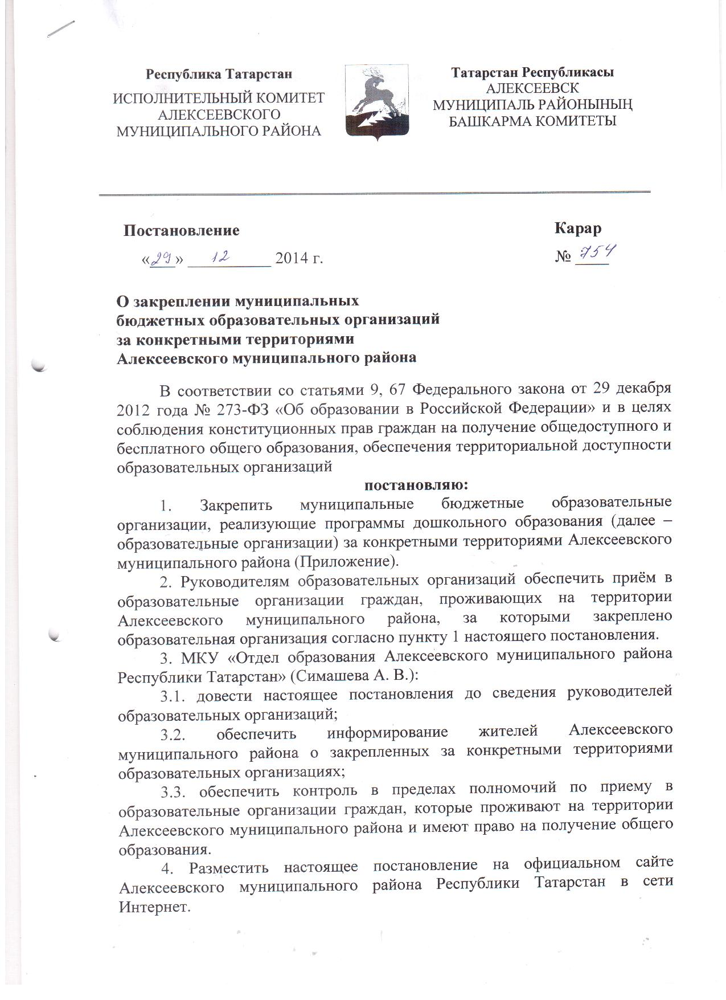 Республика Татарстан
ИСПОЛНИТЕЛЬНЫЙ КОМИТЕТ
АЛЕКСЕЕВСКОГО
МУНИЦИПАЛЬНОГО РАЙОНА
Татарстан Республикасы
АЛЕКСЕЕВСК
МУНИЦИПАЛЬ РАЙОНЫНЫҢ
БАШКАРМА КОМИТЕТЫ
Постановление
Карар
«29» 12 2014 г.
№ 754
О закреплении муниципальных
бюджетных образовательных организаций
за конкретными территориями
Алексеевского муниципального района
В соответствии со статьями 9, 67 Федерального закона от 29 декабря
2012 года № 273-ФЗ «Об образовании в Российской Федерации» и в целях
соблюдения конституционных прав граждан на получение общедоступного и
бесплатного общего образования, обеспечения территориальной доступности
образовательных организаций
постановляю:
1. Закрепить муниципальные бюджетные образовательные
организации, реализующие программы дошкольного образования (далее –
образовательные организации) за конкретными территориями Алексеевского
муниципального района (Приложение).
2. Руководителям образовательных организаций обеспечить приём в
образовательные организации граждан, проживающих на территории
Алексеевского муниципального района, за которыми закреплено
образовательная организация согласно пункту 1 настоящего постановления.
3. МКУ «Отдел образования Алексеевского муниципального района
Республики Татарстан» (Симашева А. В.):
3.1. довести настоящее постановления до сведения руководителей
образовательных организаций;
3.2. обеспечить информирование жителей Алексеевского
муниципального района о закрепленных за конкретными территориями
образовательных организациях;
3.3. обеспечить контроль в пределах полномочий по приему в
образовательные организации граждан, которые проживают на территории
Алексеевского муниципального района и имеют право на получение общего
образования.
4. Разместить настоящее постановление на официальном сайте
Алексеевского муниципального района Республики Татарстан в сети
Интернет.